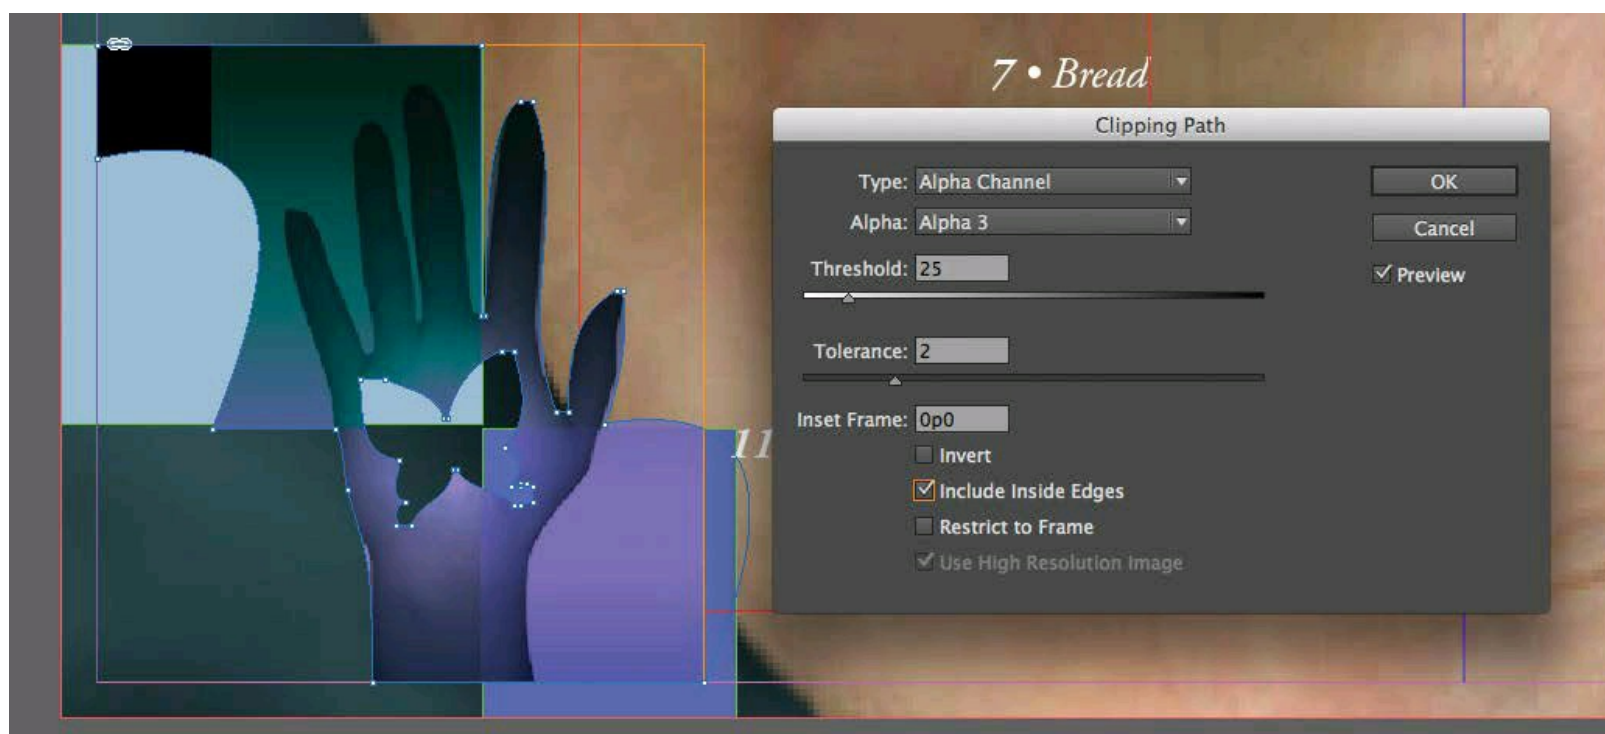 7 • Bread
Clipping Path
Type: Alpha Channel
OK
Alpha: Alpha 3
Cancel
Threshold: 25
Preview
Tolerance: 2
Inset Frame: 0p0
11
Invert
Include Inside Edges
Restrict to Frame
Use High Resolution Image